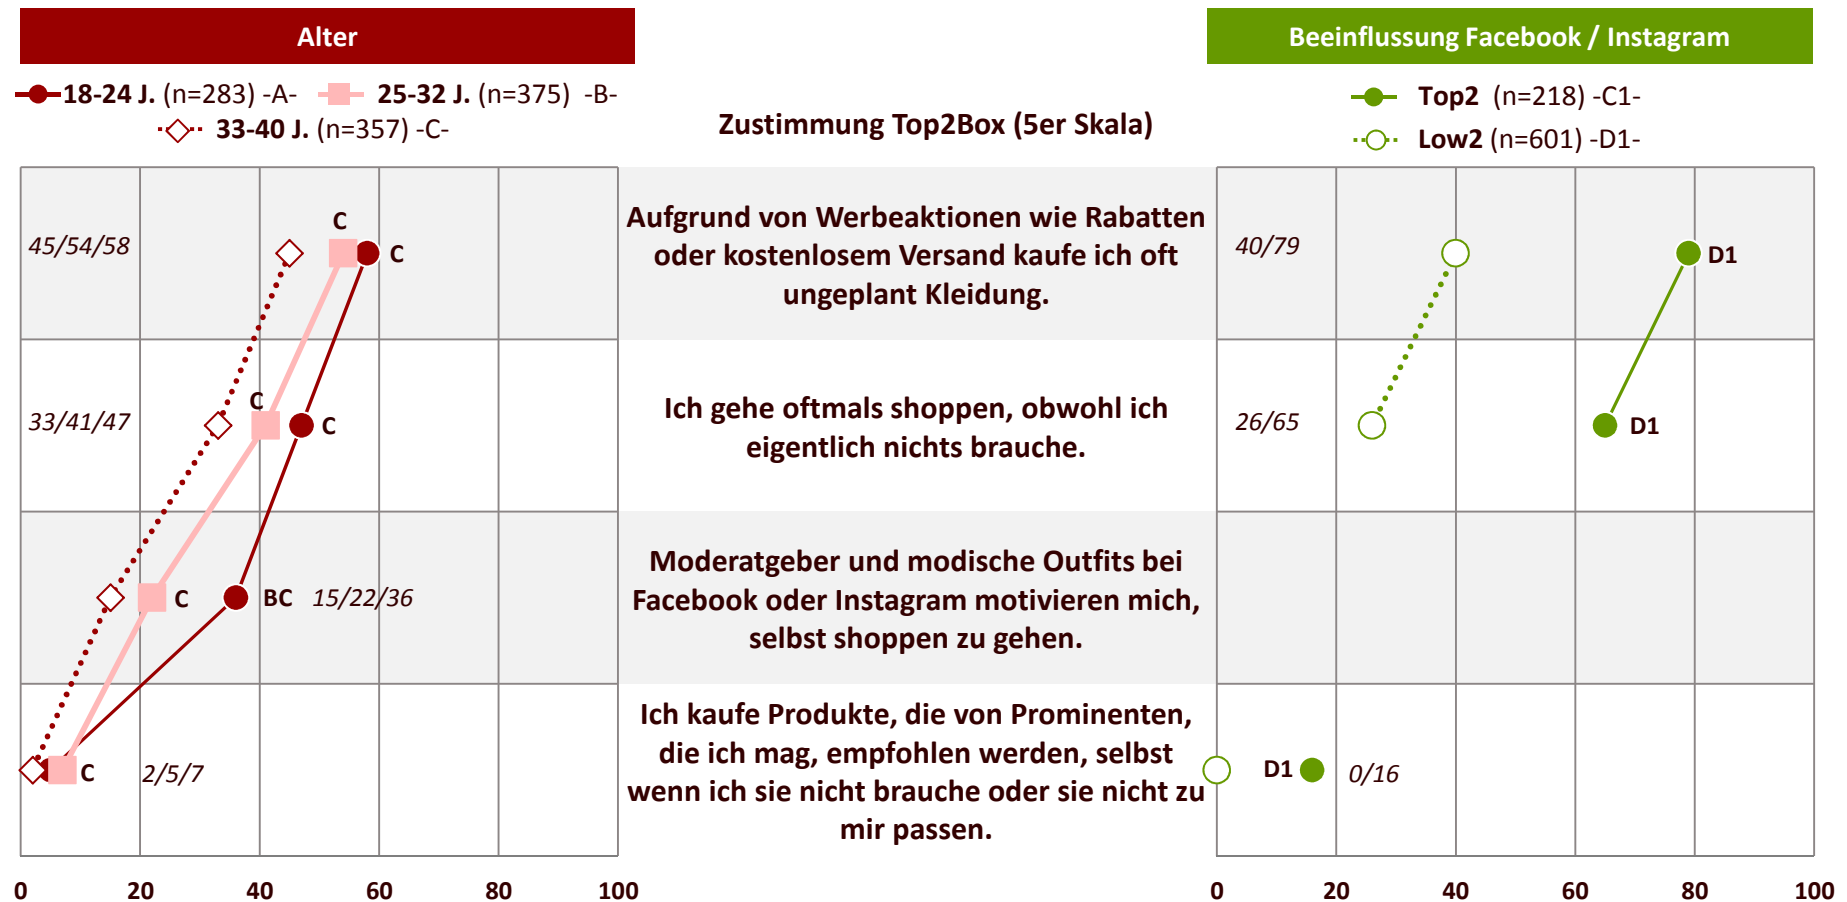 Alter
Beeinflussung Facebook / Instagram
18-24 J. (n=283) -A-
25-32 J. (n=375) -B-
33-40 J. (n=357) -C-
Zustimmung Top2Box (5er Skala)
Top2 (n=218) -C1-
Low2 (n=601) -D1-
45/54/58
C
C
Aufgrund von Werbeaktionen wie Rabatten
oder kostenlosem Versand kaufe ich oft
ungeplant Kleidung.
40/79
D1
33/41/47
C
C
Ich gehe oftmals shoppen, obwohl ich
eigentlich nichts brauche.
26/65
D1
C
BC
15/22/36
Moderatgeber und modische Outfits bei
Facebook oder Instagram motivieren mich,
selbst shoppen zu gehen.
C
2/5/7
Ich kaufe Produkte, die von Prominenten,
die ich mag, empfohlen werden, selbst
wenn ich sie nicht brauche oder sie nicht zu
mir passen.
D1
0/16
0 20 40 60 80 100
0 20 40 60 80 100